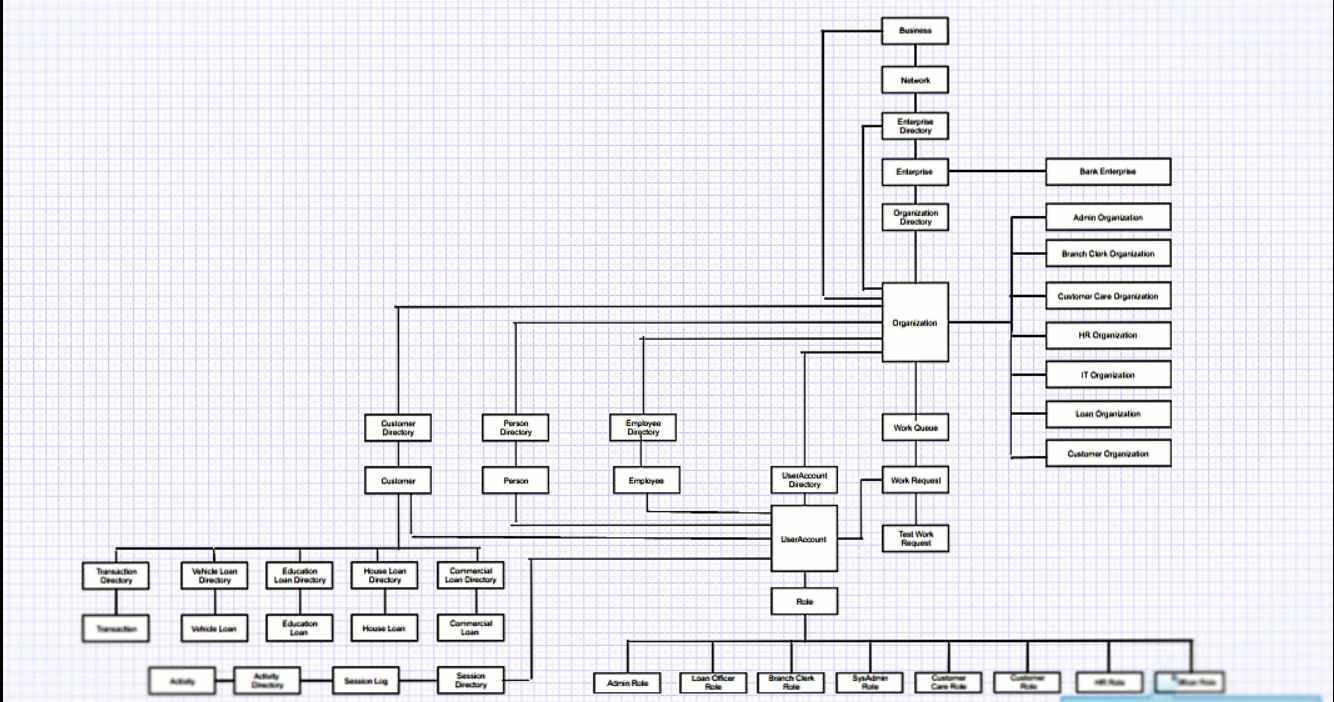 Business
Network
Enterprise
Directory
Enterprise
Bank Enterprise
Organization
Directory
Admin Organization
Branch Clerk Organization
Customer Care Organization
Organization
HR Organization
IT Organization
Loan Organization
Customer Organization
Customer
Directory
Person
Directory
Employee
Directory
Work Queue
Customer
Person
Employee
UserAccount
Directory
Work Request
UserAccount
Test Work
Request
Transaction
Directory
Vehicle Loan
Directory
Education
Loan Directory
House Loan
Directory
Commercial
Loan Directory
Role
Transaction
Vehicle Loan
Education
Loan
House Loan
Commercial
Loan
Activity
Activity
Directory
Session Log
Session
Directory
Admin Role
Loan Officer
Role
Branch Clerk
Role
SysAdmin
Role
Customer
Care Role
Customer
Role
HR Role
Role